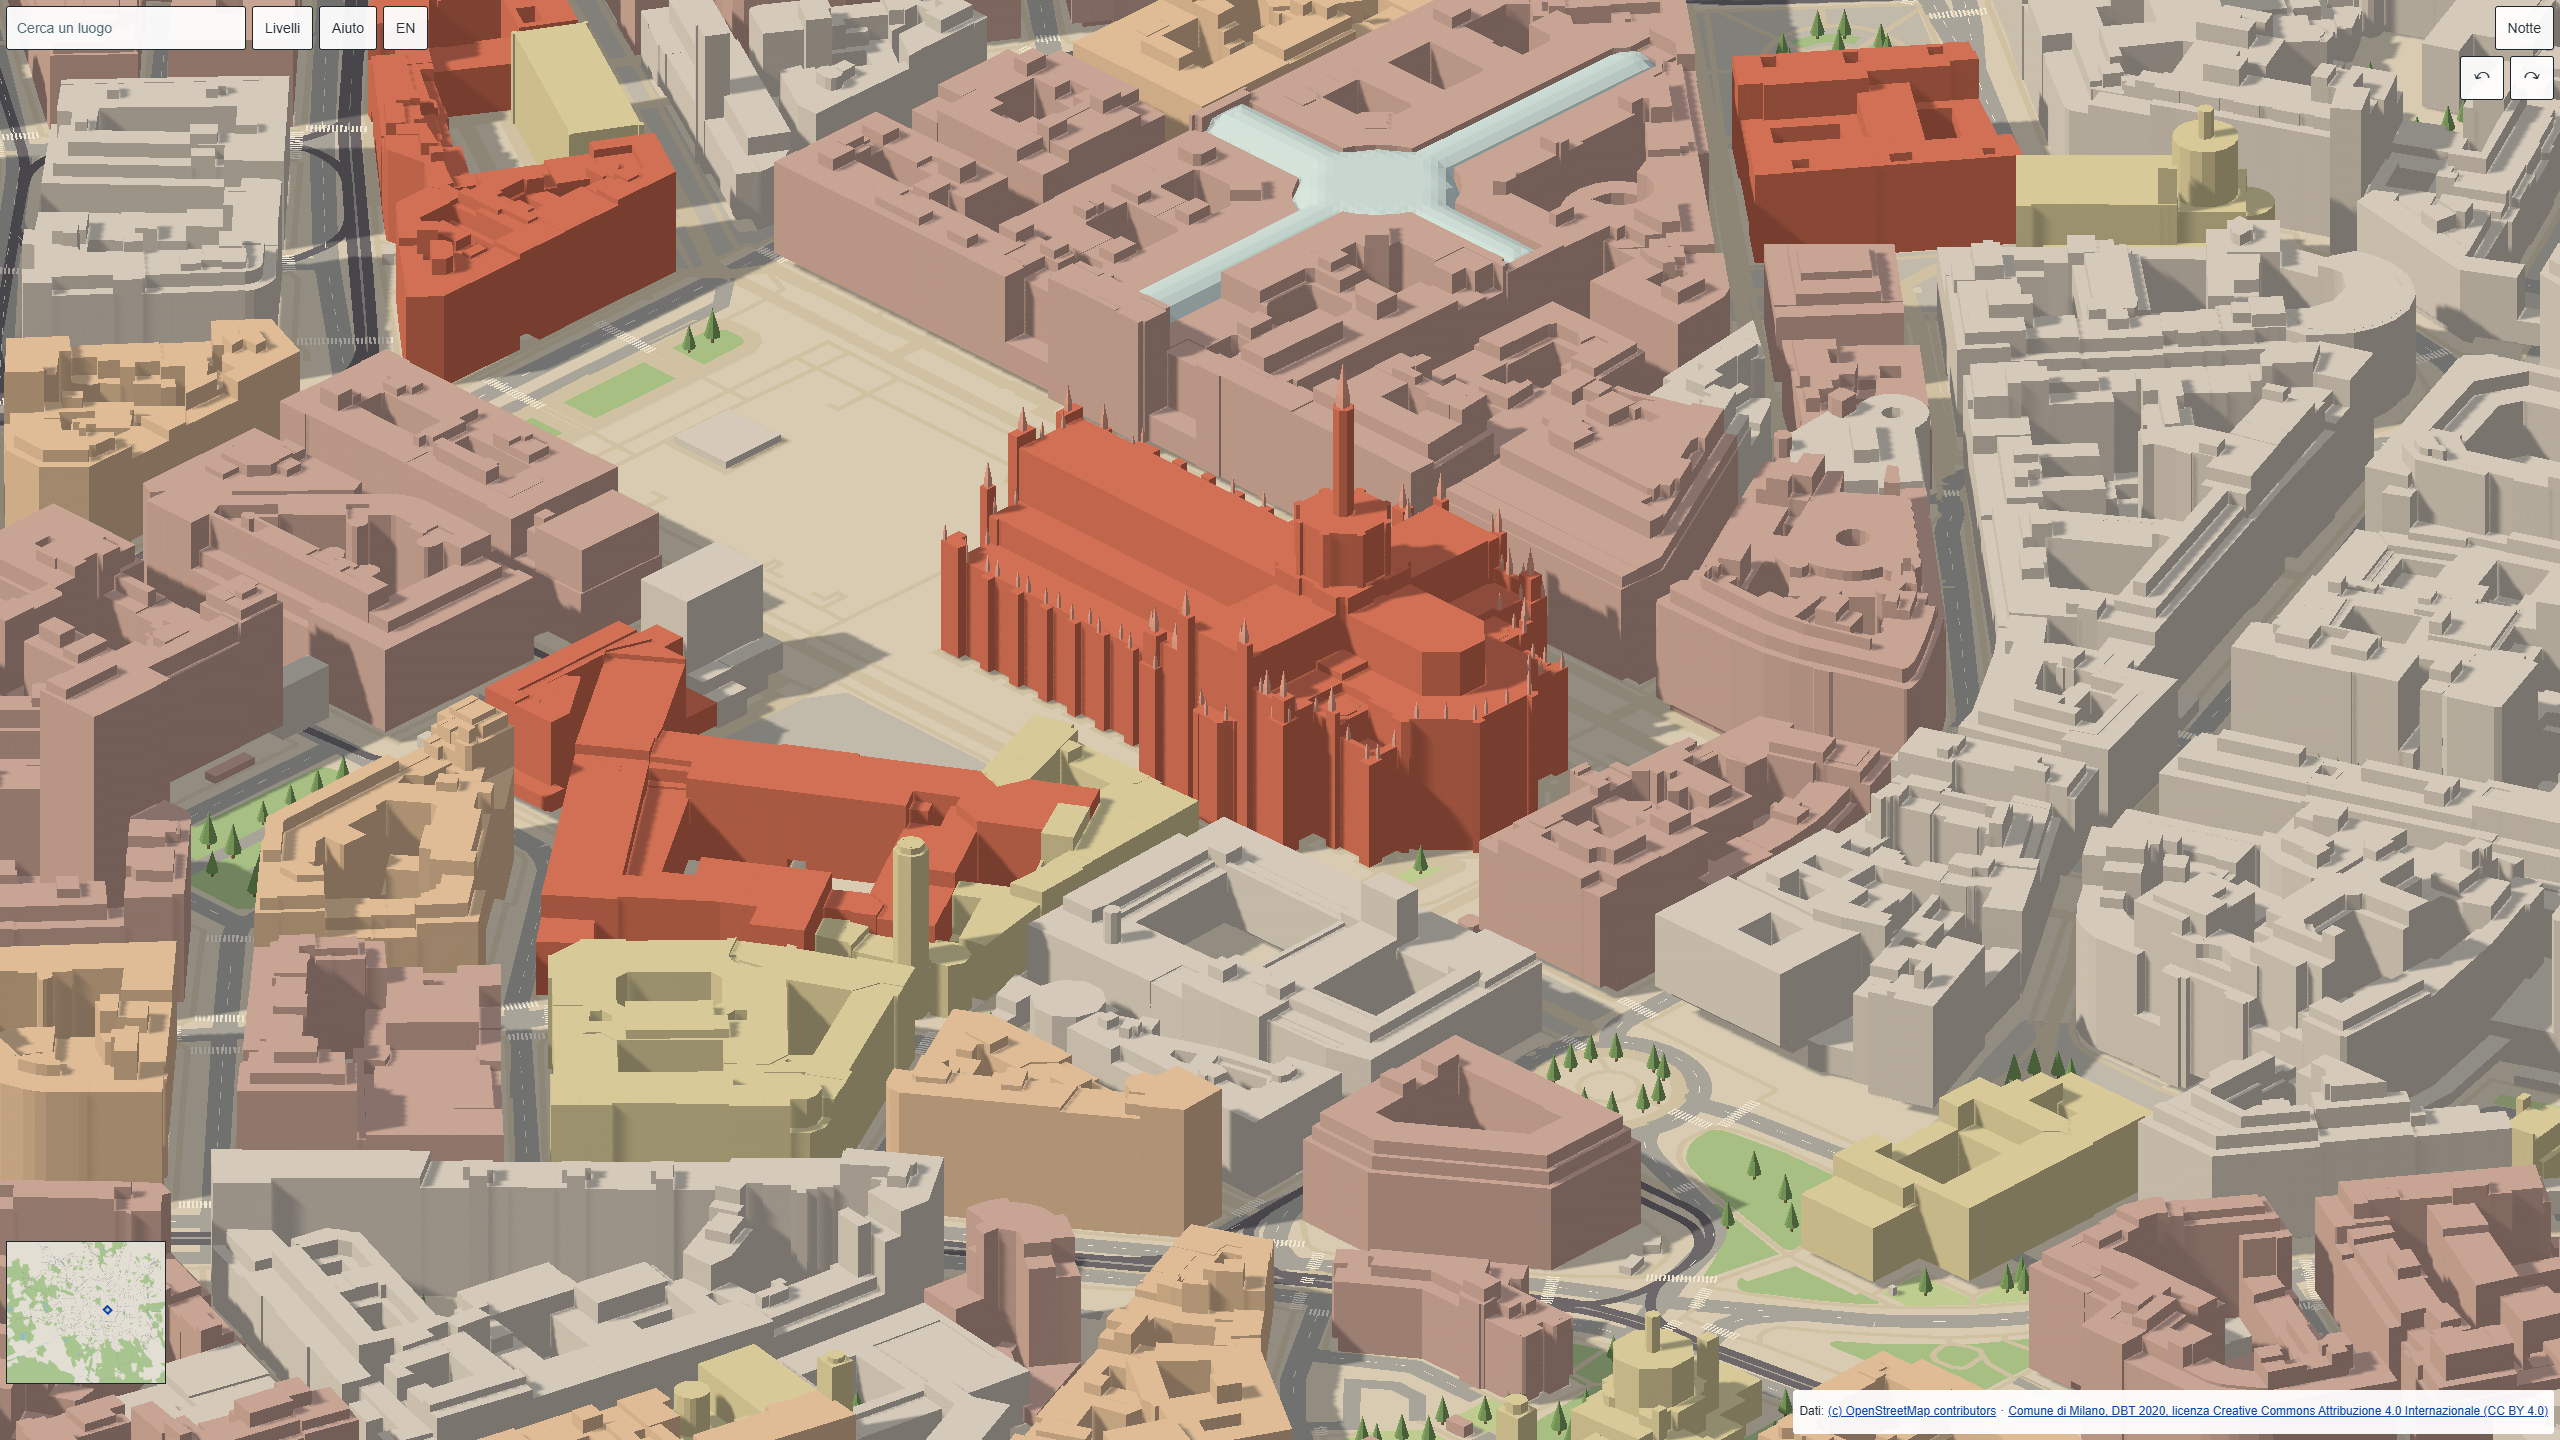 Cerca un luogo
Livelli
Aiuto
EN
Notte
Dati: (c) OpenStreetMap contributors · Comune di Milano, DBT 2020, licenza Creative Commons Attribuzione 4.0 Internazionale (CC BY 4.0)